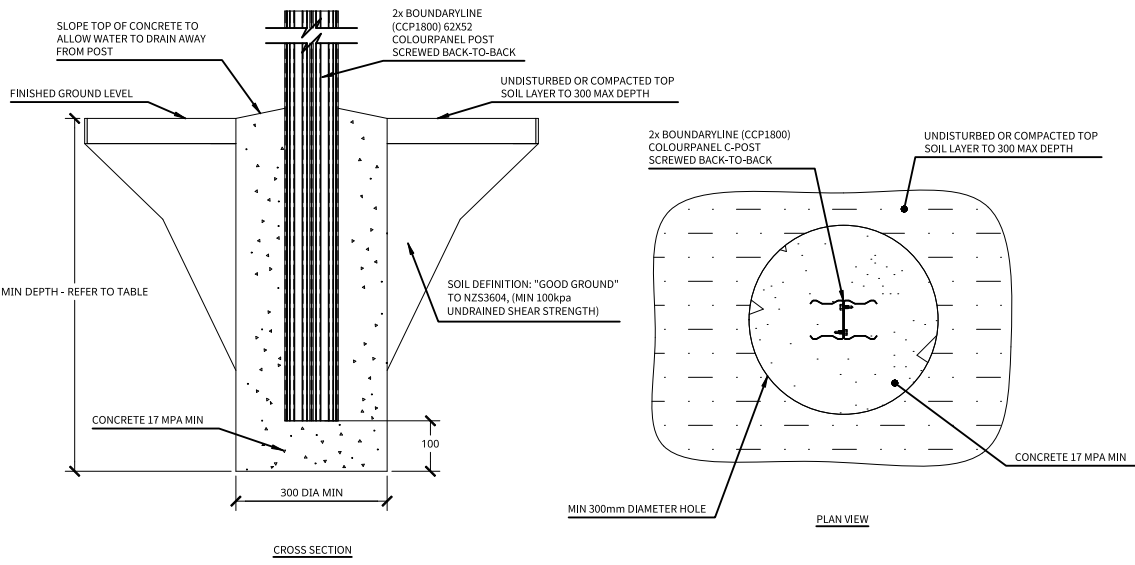 SLOPE TOP OF CONCRETE TO
ALLOW WATER TO DRAIN AWAY
FROM POST
2x BOUNDARYLINE
(CCP1800) 62X52
COLOURPANEL POST
SCREWED BACK-TO-BACK
FINISHED GROUND LEVEL
UNDISTURBED OR COMPACTED TOP
SOIL LAYER TO 300 MAX DEPTH
MIN DEPTH - REFER TO TABLE
SOIL DEFINITION: "GOOD GROUND"
TO NZS3604, (MIN 100kpa
UNDRAINED SHEAR STRENGTH)
CONCRETE 17 MPA MIN
100
300 DIA MIN
CROSS SECTION
2x BOUNDARYLINE (CCP1800)
COLOURPANEL C-POST
SCREWED BACK-TO-BACK
UNDISTURBED OR COMPACTED TOP
SOIL LAYER TO 300 MAX DEPTH
CONCRETE 17 MPA MIN
MIN 300mm DIAMETER HOLE
PLAN VIEW